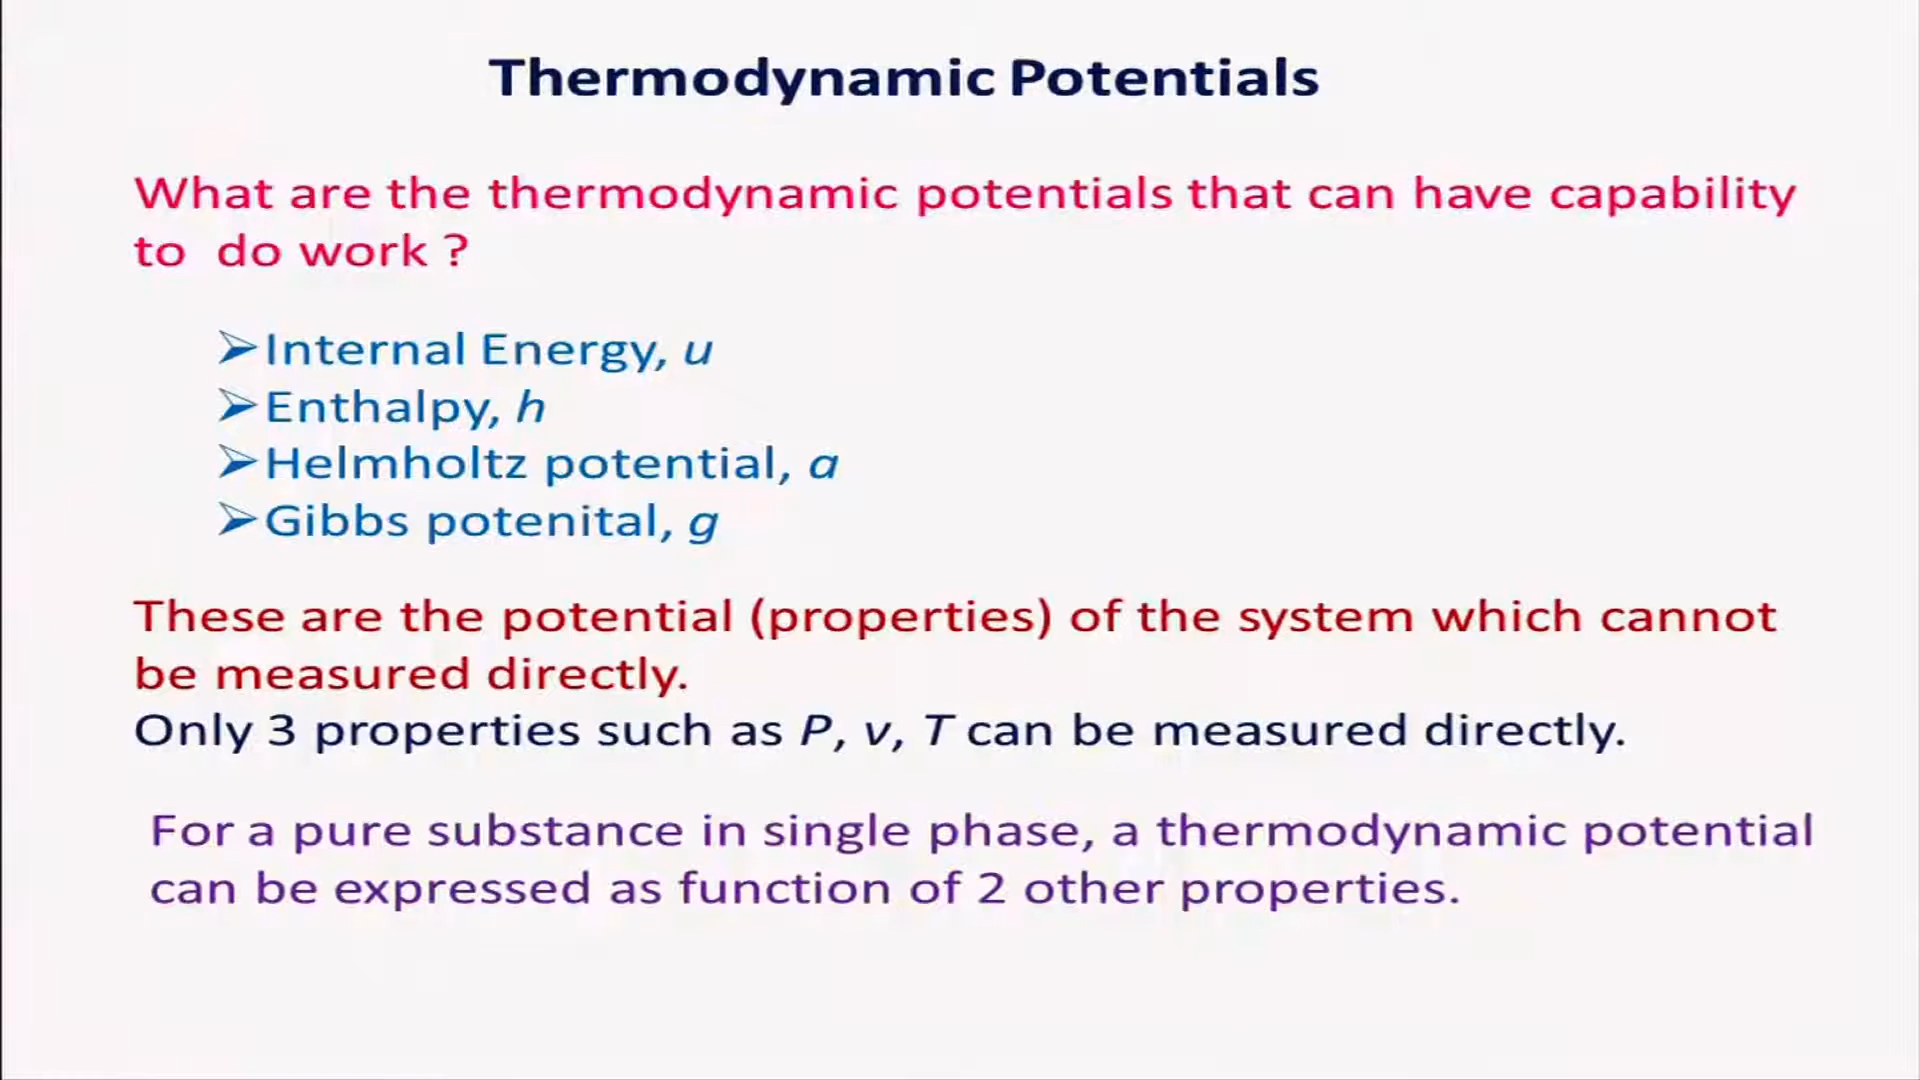 Thermodynamic Potentials
What are the thermodynamic potentials that can have capability
to do work ?
➢Internal Energy, u
➢Enthalpy, h
➢Helmholtz potential, a
➢Gibbs potenital, g
These are the potential (properties) of the system which cannot
be measured directly.
Only 3 properties such as P, v, T can be measured directly.
For a pure substance in single phase, a thermodynamic potential
can be expressed as function of 2 other properties.